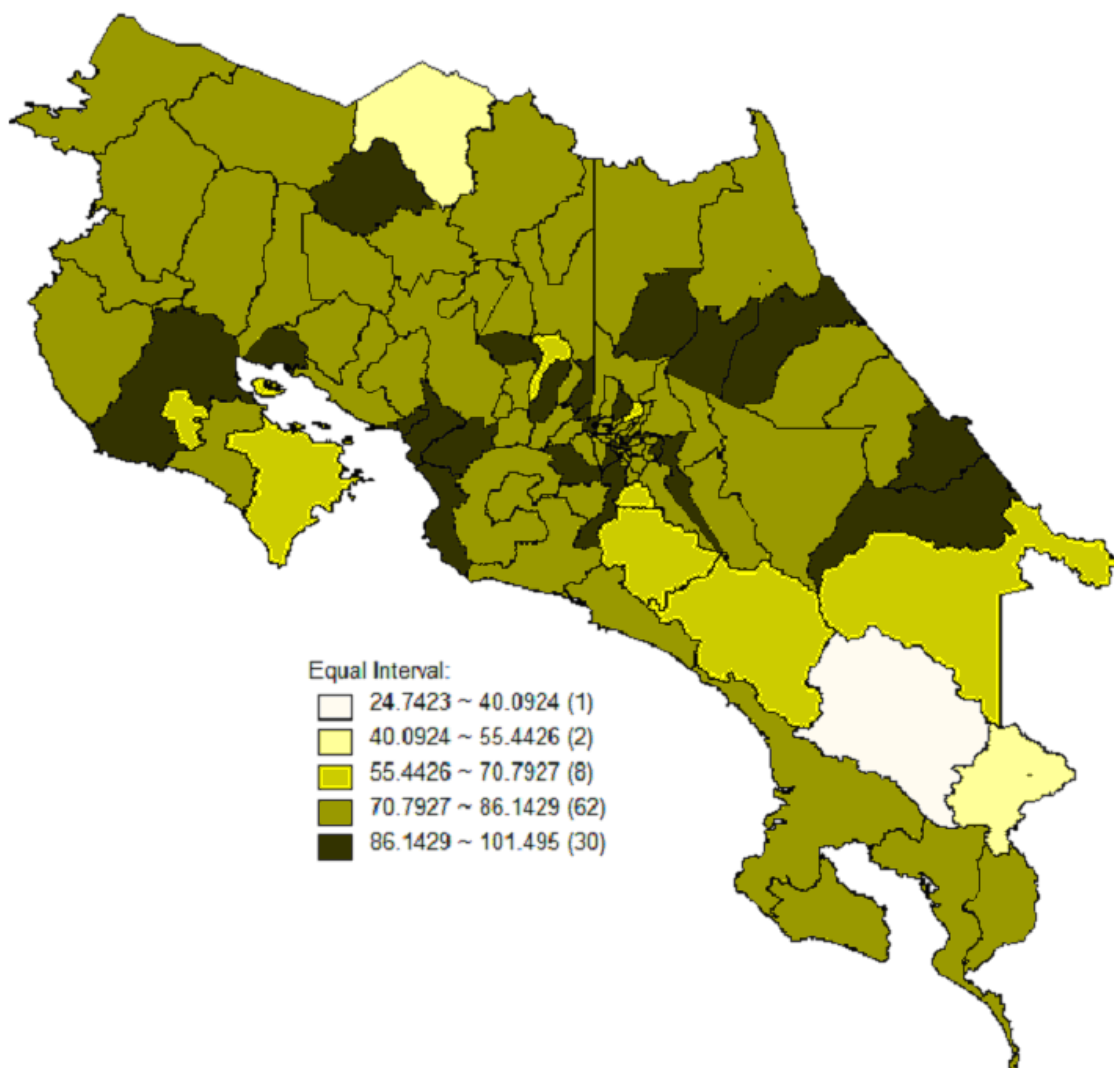 Equal Interval:
24.7423 ~ 40.0924 (1)
40.0924 ~ 55.4426 (2)
55.4426 ~ 70.7927 (8)
70.7927 ~ 86.1429 (62)
86.1429 ~ 101.495 (30)